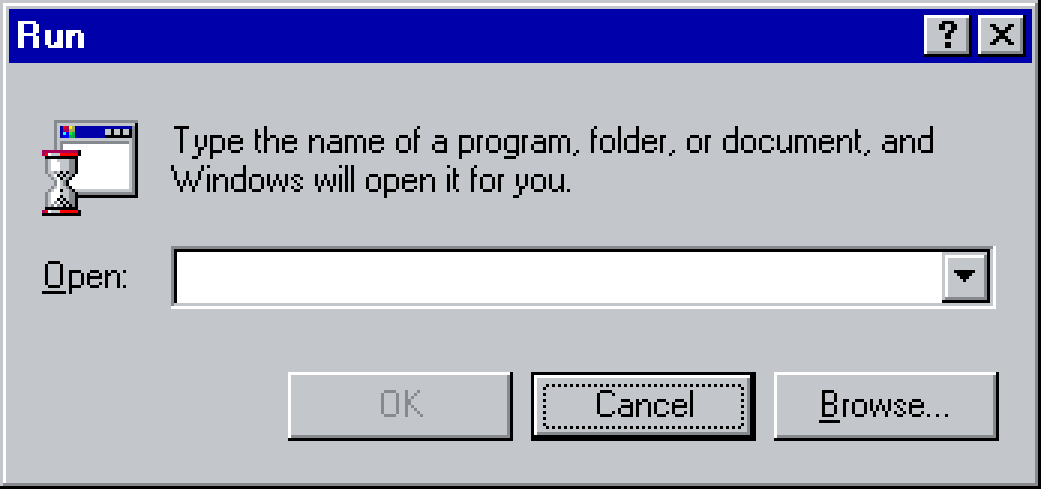 Run
Type the name of a program, folder, or document, and
Windows will open it for you.
Open:
OK Cancel Browse...